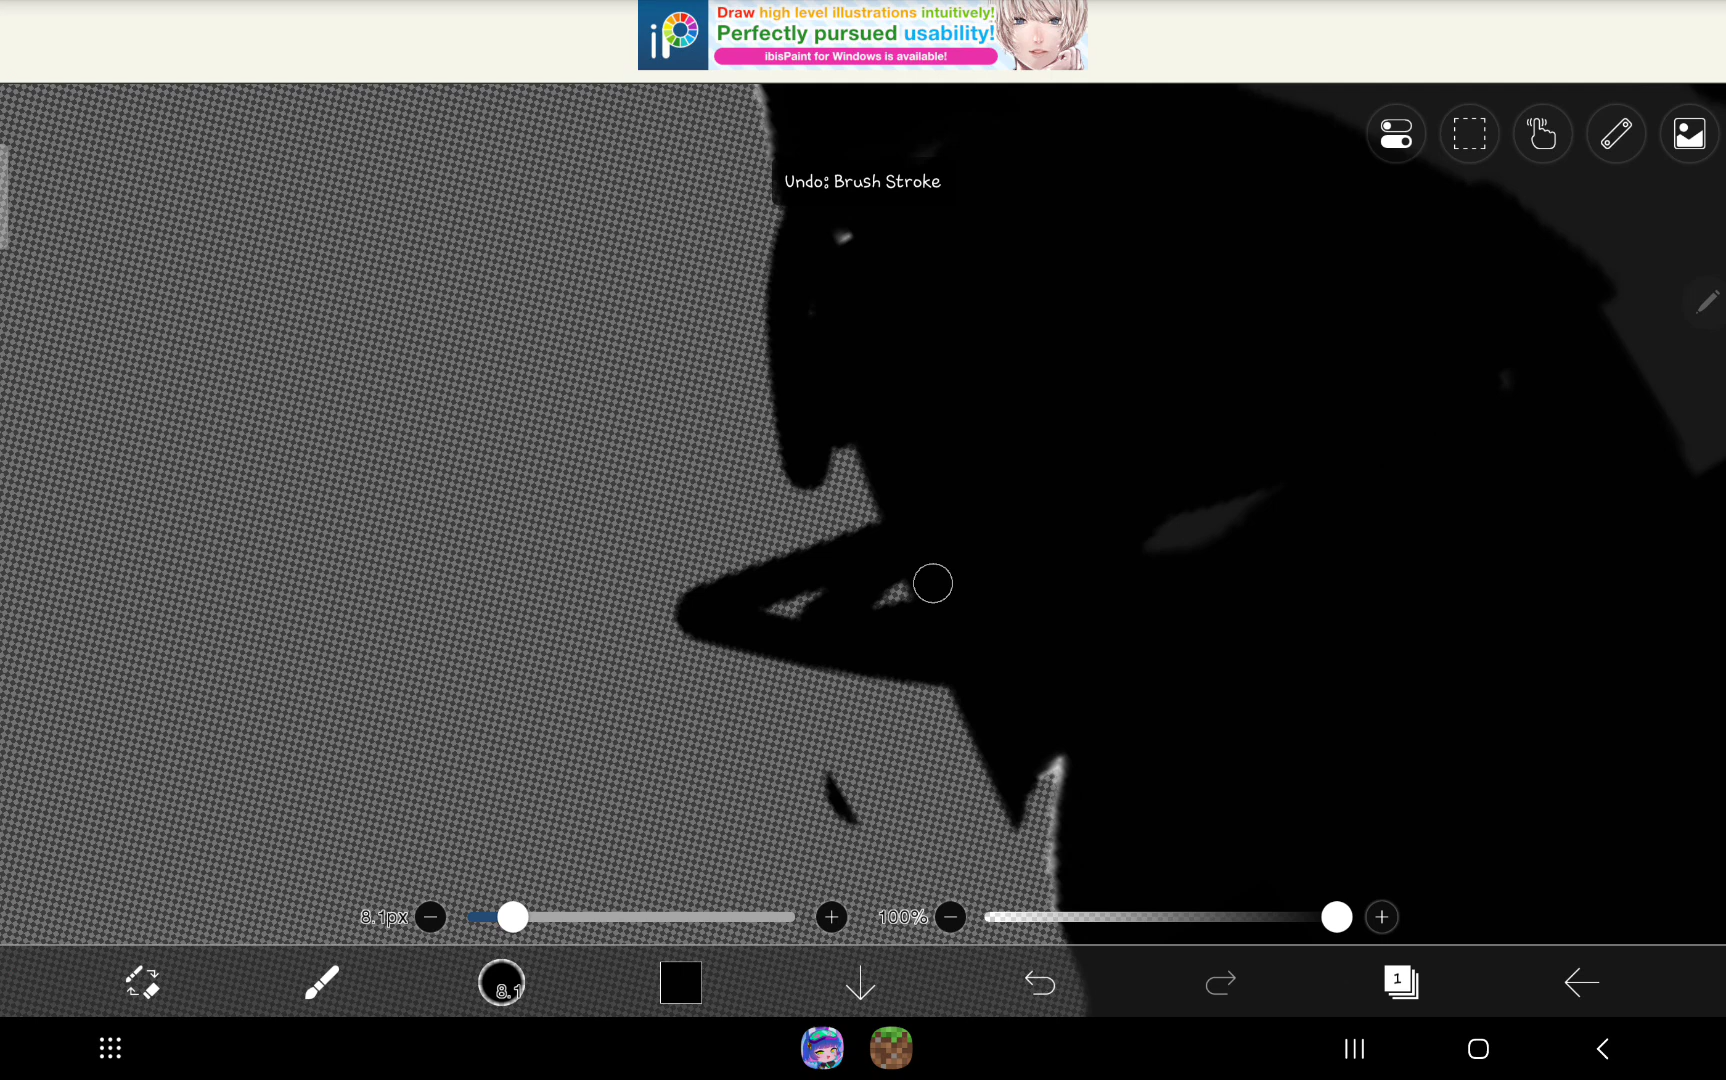 iP
Draw high level illustrations intuitively!
Perfectly pursued usability!
ibisPaint for Windows is available!
Undo: Brush Stroke
8.1px
100%
8.1
1